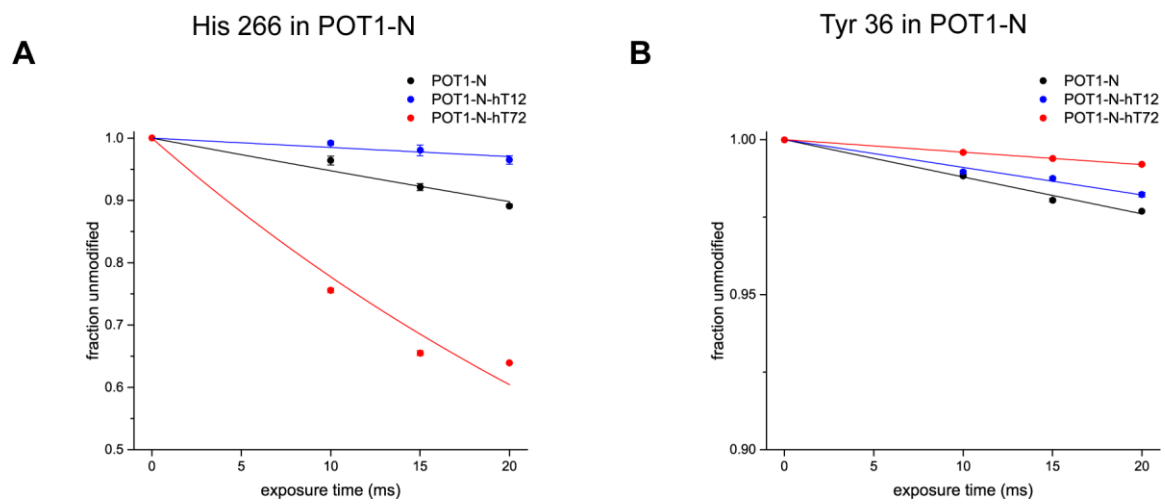 His 266 in POT1-N
A
POT1-N
POT1-N-hT12
POT1-N-hT72
1.0
0.9
0.8
0.7
0.6
0.5
fraction unmodified
0 5 10 15 20
exposure time (ms)
Tyr 36 in POT1-N
B
POT1-N
POT1-N-hT12
POT1-N-hT72
1.00
0.95
0.90
fraction unmodified
0 5 10 15 20
exposure time (ms)